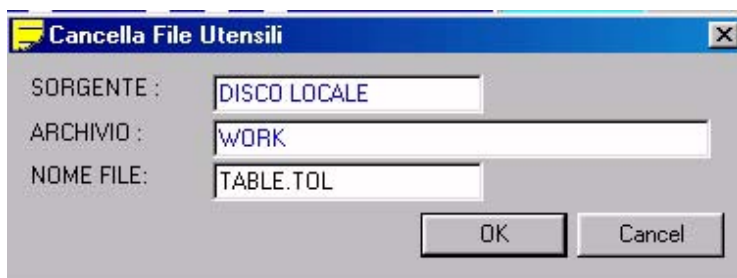 Cancella File Utensili
SORGENTE : DISCO LOCALE
ARCHIVIO : WORK
NOME FILE: TABLE.TOL
OK Cancel